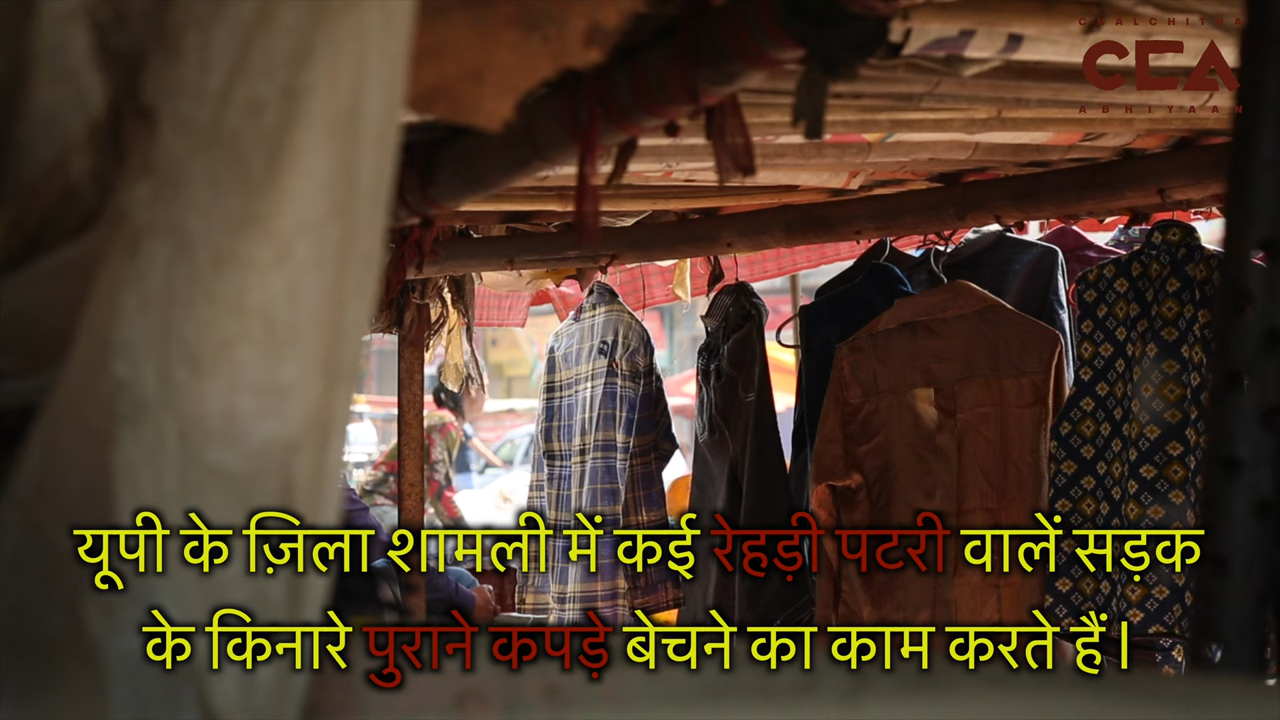 CHALCHITRA
CEA
ABHIYAAN
यूपी के ज़िला शामली में कई रेहड़ी पटरी वालें सड़क
के किनारे पुराने कपड़े बेचने का काम करते हैं।